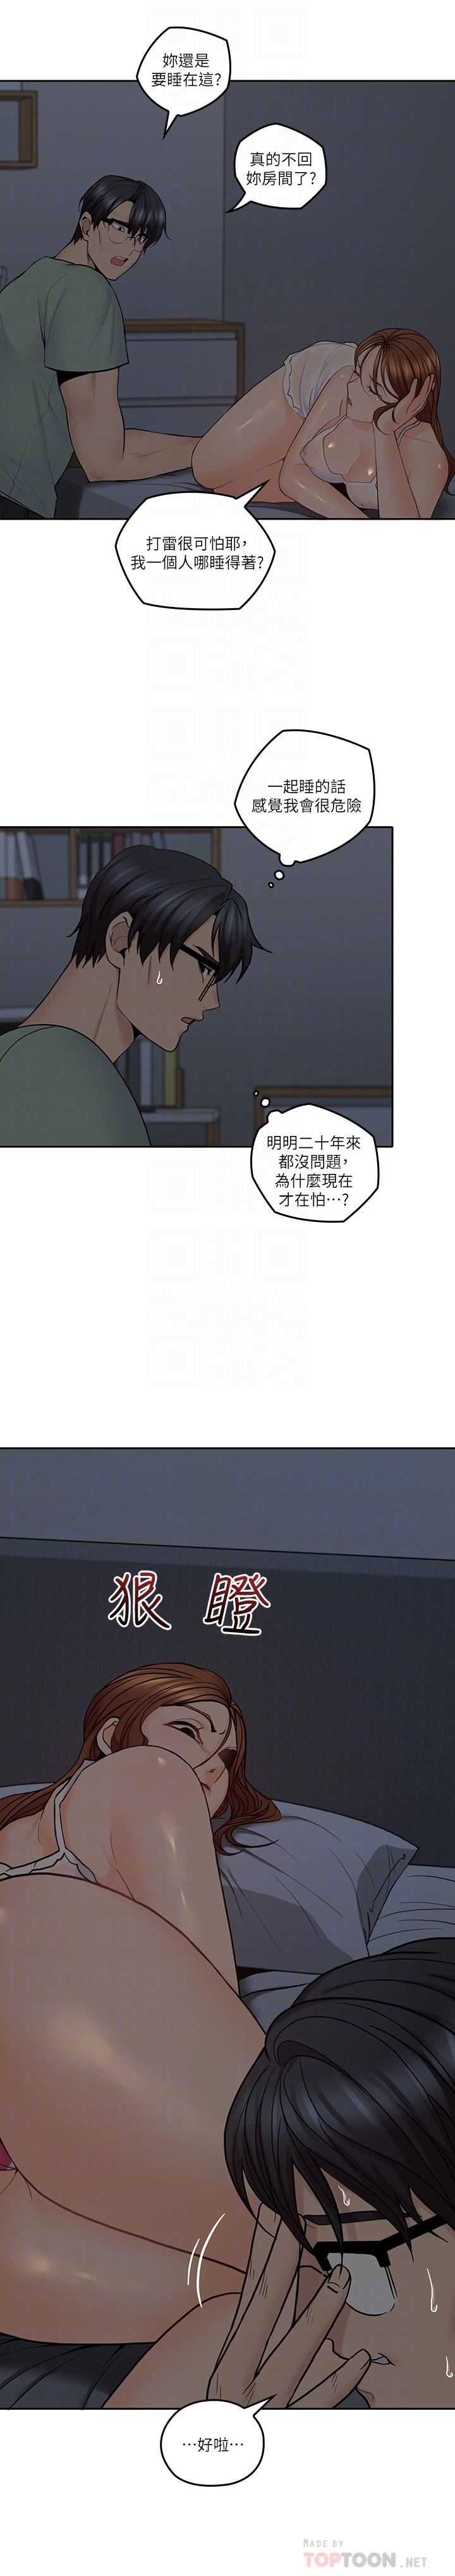 妳還是
要睡在這?
真的不回
妳房間了?
打雷很可怕耶,
我一個人哪睡得著?
一起睡的話
感覺我會很危險
明明二十年來
都沒問題,
為什麼現在
才在怕…?
狠 瞪
…好啦…
MADE BY
TOPTOON.NET